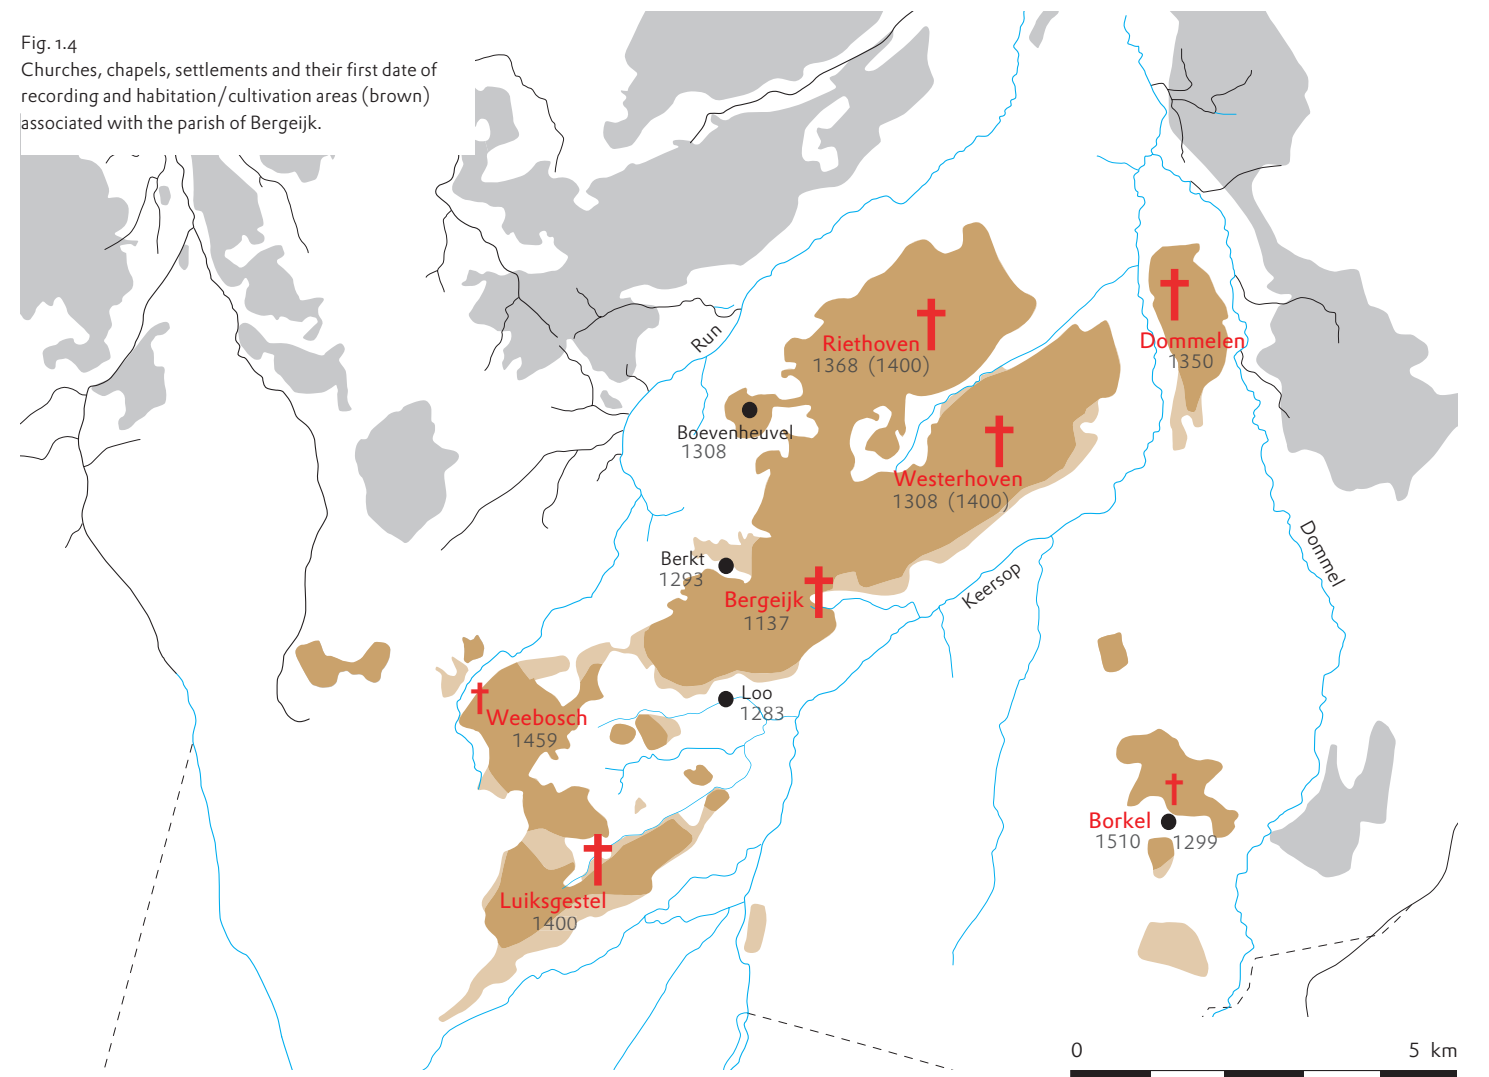 Fig. 1.4
Churches, chapels, settlements and their first date of
recording and habitation/cultivation areas (brown)
associated with the parish of Bergeijk.
Run
Riethoven
1368 (1400)
Dommelen
1350
Boevenheuvel
1308
Westerhoven
1308 (1400)
Dommel
Berkt
1293
Bergeijk
1137
Keersop
Loo
1283
Weebosch
1459
Borkel
1510
1299
Luiksgestel
1400
0
5 km